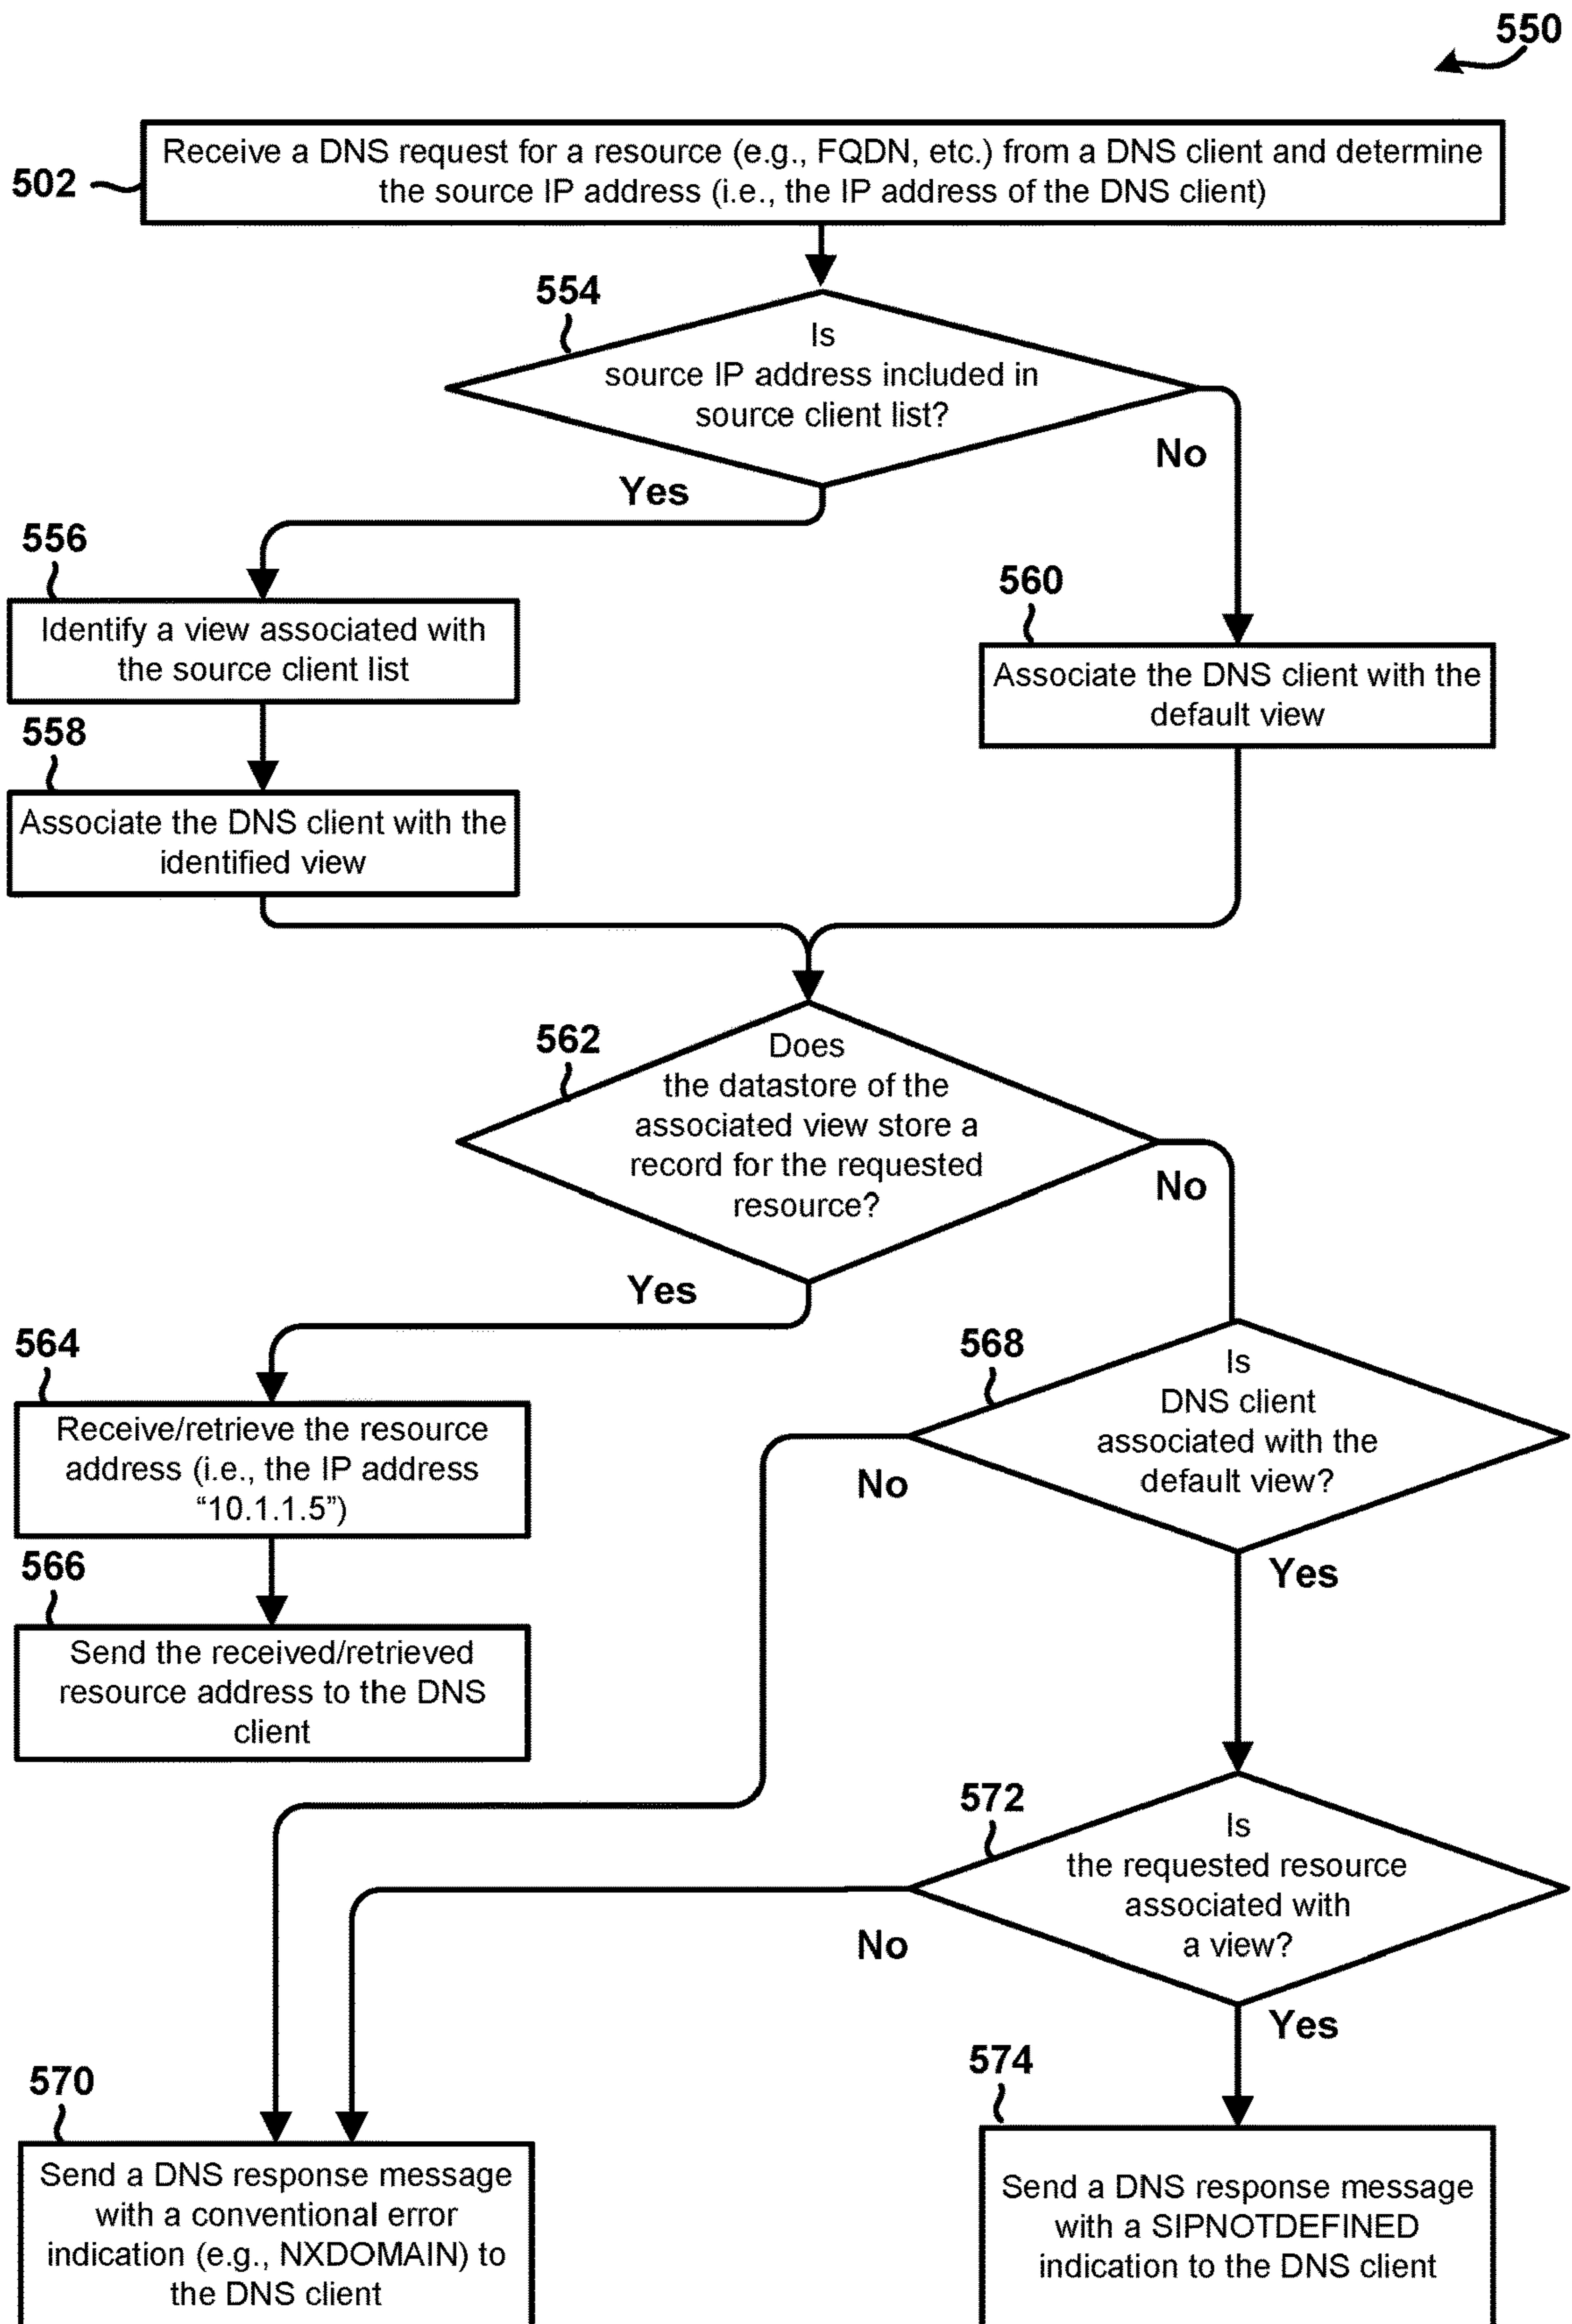 550
502
Receive a DNS request for a resource (e.g., FQDN, etc.) from a DNS client and determine
the source IP address (i.e., the IP address of the DNS client)
554
Is
source IP address included in
source client list?
No
Yes
556
Identify a view associated with
the source client list
560
Associate the DNS client with the
default view
558
Associate the DNS client with the
identified view
562
Does
the datastore of the
associated view store a
record for the requested
resource?
No
Yes
564
Receive/retrieve the resource
address (i.e., the IP address
“10.1.1.5”)
568
Is
DNS client
associated with the
default view?
No
Yes
566
Send the received/retrieved
resource address to the DNS
client
572
Is
the requested resource
associated with
a view?
No
Yes
570
Send a DNS response message
with a conventional error
indication (e.g., NXDOMAIN) to
the DNS client
574
Send a DNS response message
with a SIPNOTDEFINED
indication to the DNS client